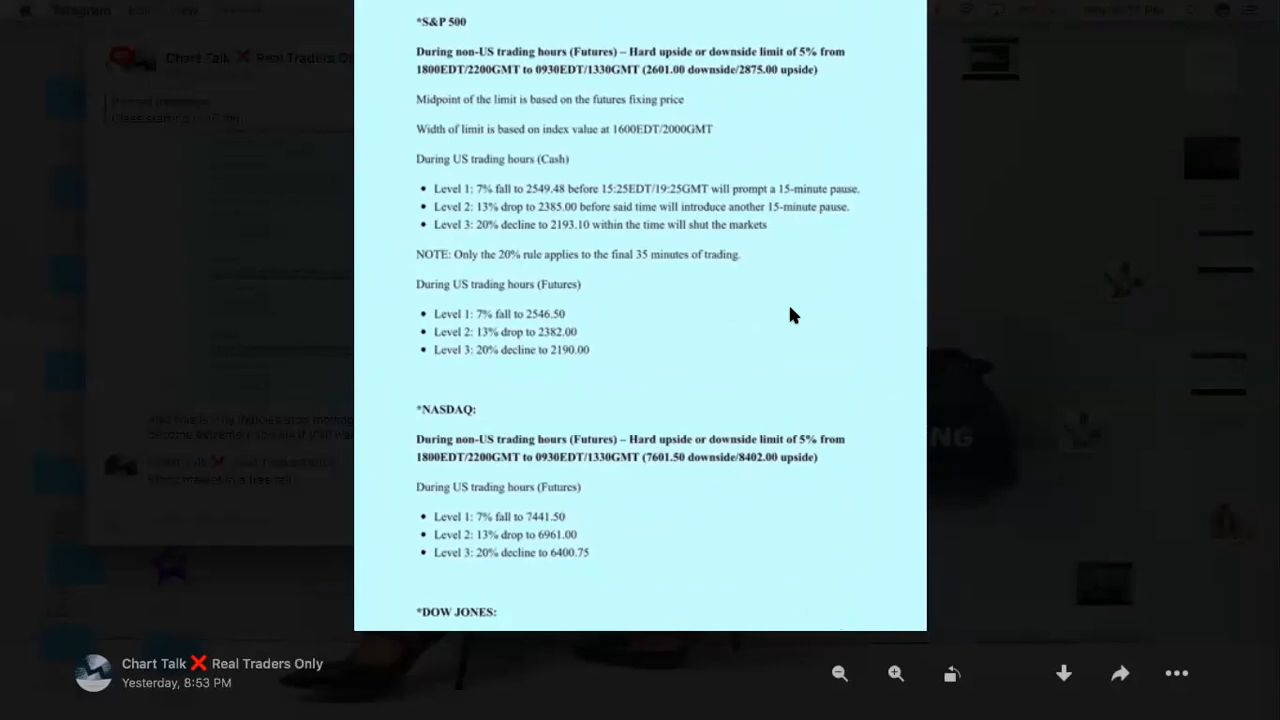 Telegram Edit View
Chart Talk ❌ Real Traders On
*S&P 500
During non-US trading hours (Futures) – Hard upside or downside limit of 5% from
1800EDT/2200GMT to 0930EDT/1330GMT (2601.00 downside/2875.00 upside)
Midpoint of the limit is based on the futures fixing price
Width of limit is based on index value at 1600EDT/2000GMT
During US trading hours (Cash)
• Level 1: 7% fall to 2549.48 before 15:25EDT/19:25GMT will prompt a 15-minute pause.
• Level 2: 13% drop to 2385.00 before said time will introduce another 15-minute pause.
• Level 3: 20% decline to 2193.10 within the time will shut the markets
NOTE: Only the 20% rule applies to the final 35 minutes of trading.
During US trading hours (Futures)
• Level 1: 7% fall to 2546.50
• Level 2: 13% drop to 2382.00
• Level 3: 20% decline to 2190.00
*NASDAQ:
During non-US trading hours (Futures) – Hard upside or downside limit of 5% from
1800EDT/2200GMT to 0930EDT/1330GMT (7601.50 downside/8402.00 upside)
During US trading hours (Futures)
• Level 1: 7% fall to 7441.50
• Level 2: 13% drop to 6961.00
• Level 3: 20% decline to 6400.75
*DOW JONES:
NG
Chart Talk ❌ Real Traders Only
Yesterday, 8:53 PM